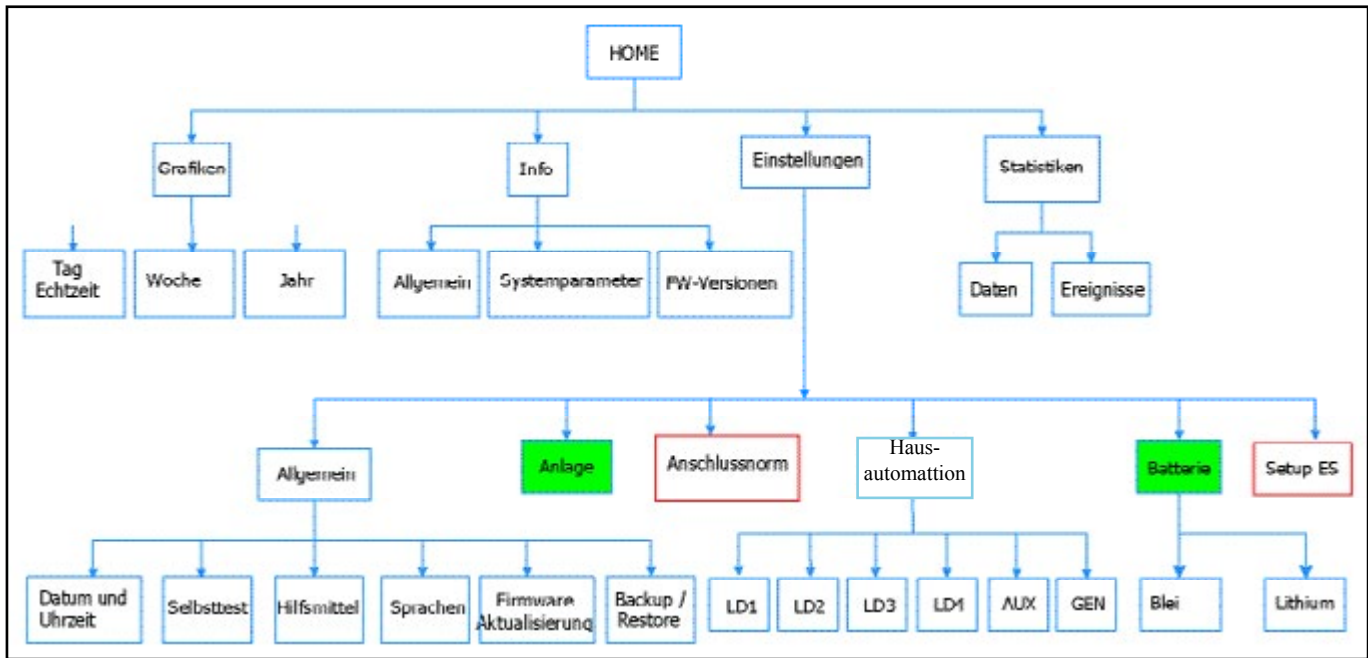 HOME
Grafiken
Info
Einstellungen
Statistiken
Tag
Echtzeit
Woche
Jahr
Allgemein
Systemparameter
FW-Versionen
Daten
Ereignisse
Allgemein
Anlage
Anschlussnorm
Haus-
automattion
Batterie
Setup ES
Datum und
Uhrzeit
Selbsttest
Hilfsmittel
Sprachen
Firmware
Aktualisierung
Backup /
Restore
LD1
LD2
LD3
LD4
AUX
GEN
Blei
Lithium